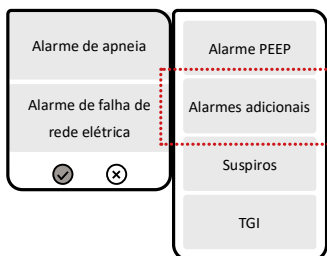 Alarme de apneia
Alarme de falha de
rede elétrica
Alarme PEEP
Alarmes adicionais
Suspiros
TGI